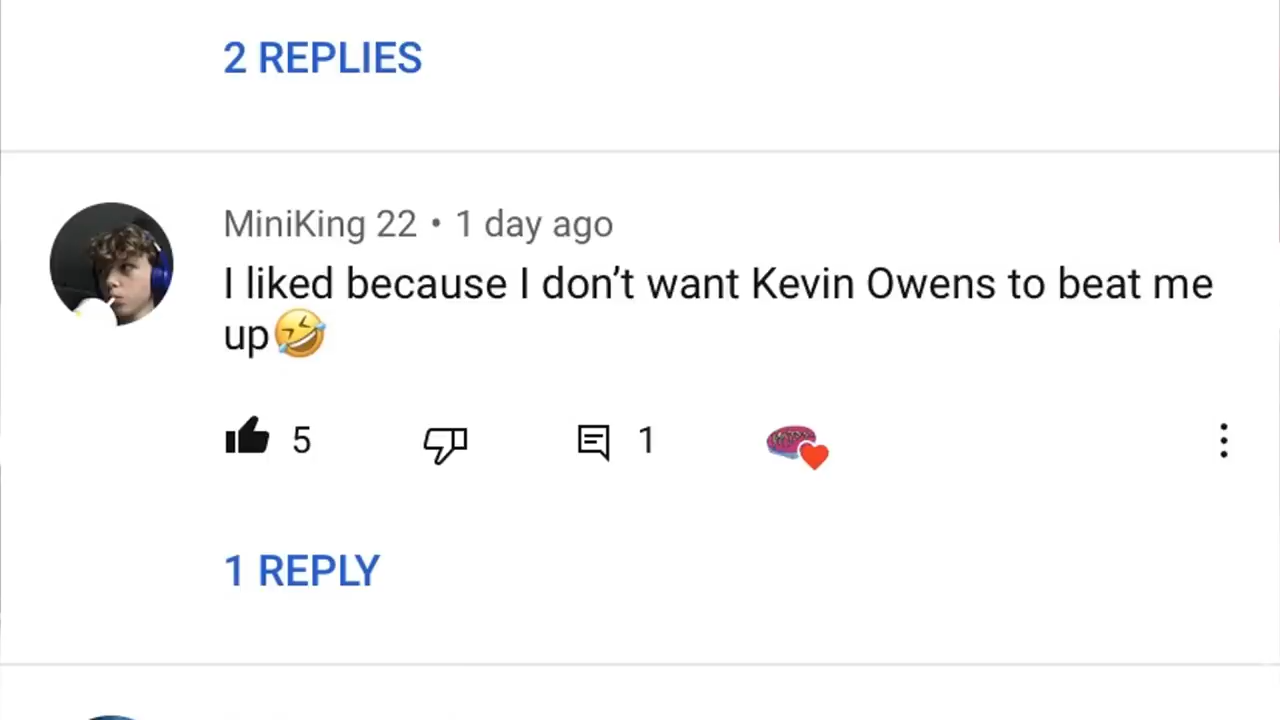 2 REPLIES
MiniKing 22 • 1 day ago
I liked because I don’t want Kevin Owens to beat me
up🤣
5
1
1 REPLY